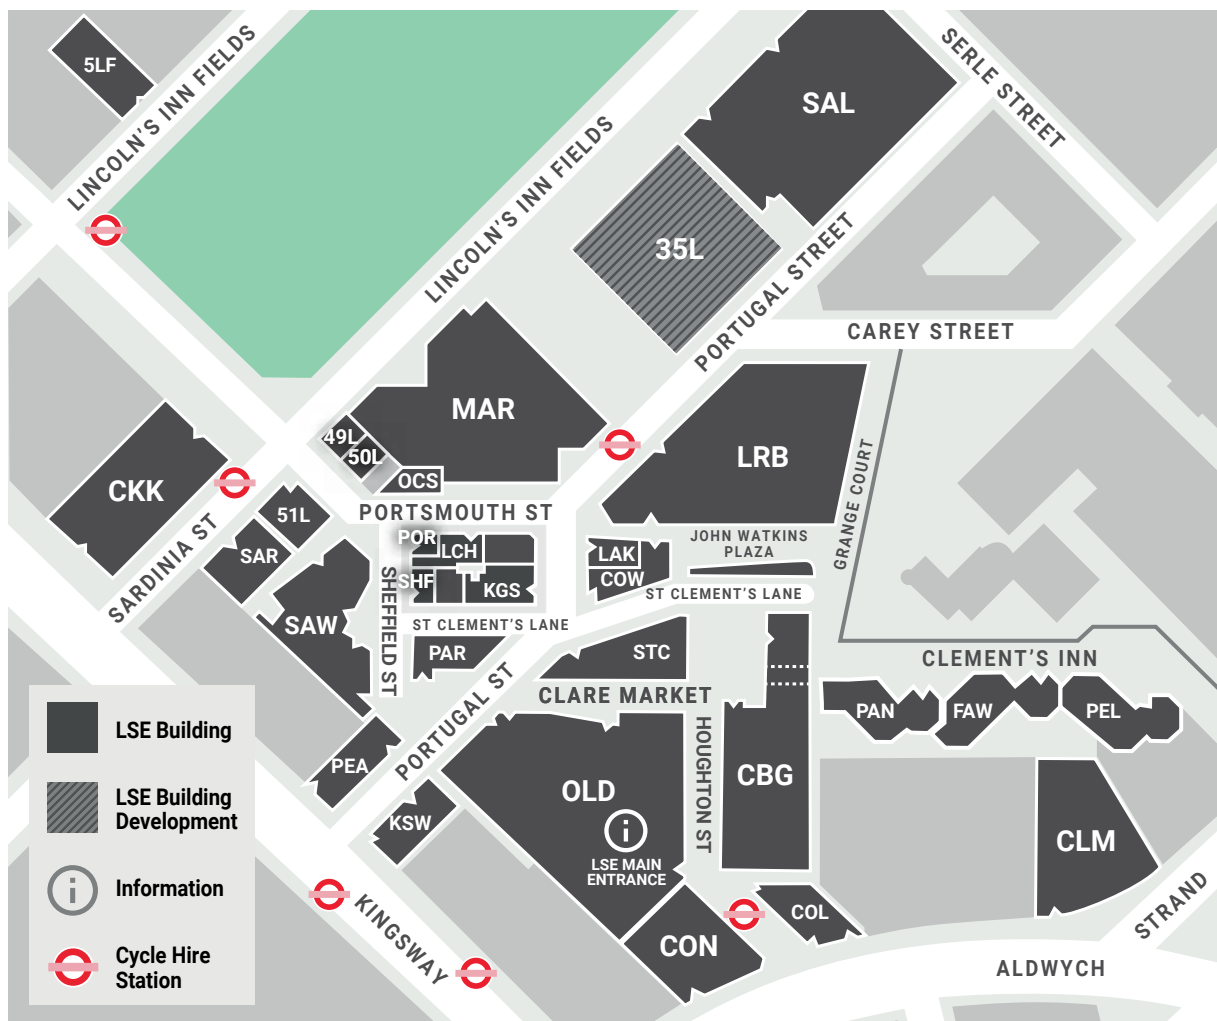 5LF
LINCOLN'S INN FIELDS
SERLE STREET
SAL
LINCOLN'S INN FIELDS
35L
PORTUGAL STREET
CAREY STREET
MAR
49L
50L
OCS
LRB
GRANGE COURT
CKK
SARDINIA ST
51L
SAR
SAW
PORTSMOUTH ST
POR
LCH
SHF
KGS
SHEFFIELD ST
ST CLEMENT'S LANE
PAR
LAK
COW
JOHN WATKINS
PLAZA
ST CLEMENT'S LANE
STC
CLARE MARKET
CLEMENT'S INN
PAN
FAW
PEL
PORTUGAL ST
PEA
KSW
OLD
LSE MAIN
ENTRANCE
HOUGHTON ST
CBG
CLM
COL
CON
KINGSWAY
STRAND
ALDWYCH
LSE Building
LSE Building
Development
Information
Cycle Hire
Station